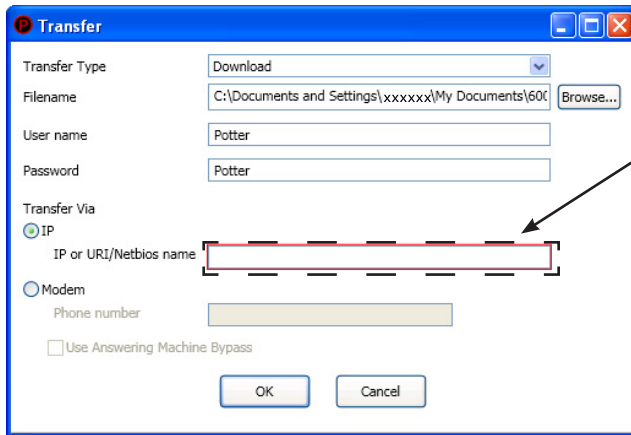 P Transfer
Transfer Type Download
Filename C:\Documents and Settings\xxxxxx\My Documents\600 Browse...
User name Potter
Password Potter
Transfer Via
IP
IP or URI/Netbios name
Modem
Phone number
Use Answering Machine Bypass
OK Cancel